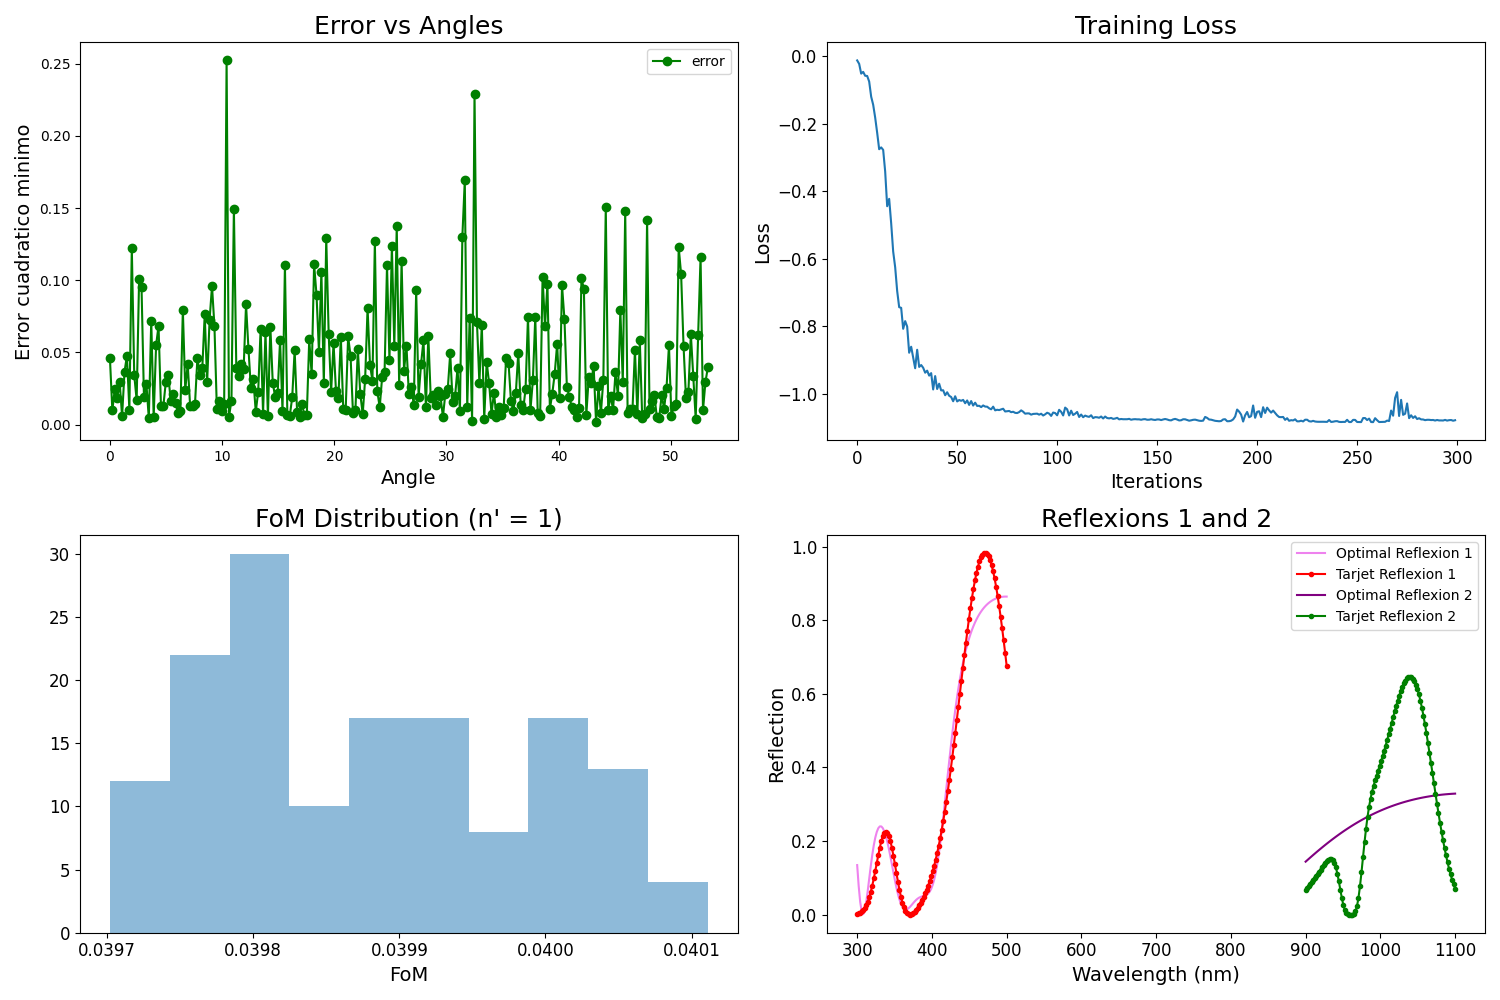 Error vs Angles
Error cuadratico minimo
0.25
0.20
0.15
0.10
0.05
0.00
error
0 10 20 30 40 50
Angle
Training Loss
Loss
0.0
−0.2
−0.4
−0.6
−0.8
−1.0
0 50 100 150 200 250 300
Iterations
FoM Distribution (n' = 1)
30
25
20
15
10
5
0
0.0397 0.0398 0.0399 0.0400 0.0401
FoM
Reflexions 1 and 2
Reflection
1.0
0.8
0.6
0.4
0.2
0.0
Optimal Reflexion 1
Tarjet Reflexion 1
Optimal Reflexion 2
Tarjet Reflexion 2
300 400 500 600 700 800 900 1000 1100
Wavelength (nm)